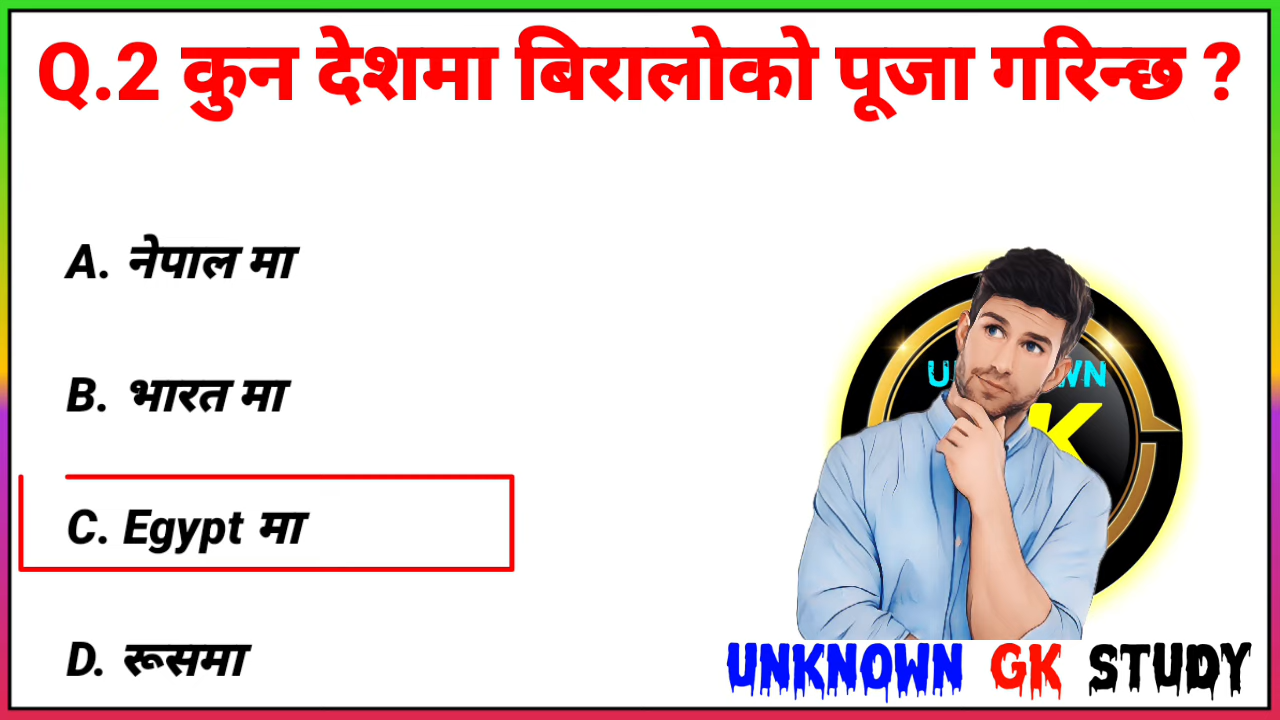 Q.2 कुन देशमा बिरालोको पूजा गरिन्छ ?
A. नेपाल मा
B. भारत मा
C. Egypt मा
D. रूसमा
UNKNOWN GK STUDY